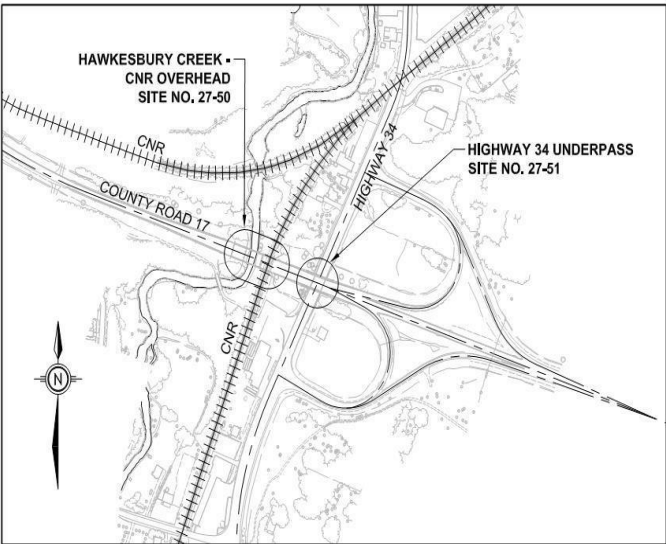 HAWKESBURY CREEK -
CNR OVERHEAD
SITE NO. 27-50
CNR
HIGHWAY 34
HIGHWAY 34 UNDERPASS
SITE NO. 27-51
COUNTY ROAD 17
CNR
N